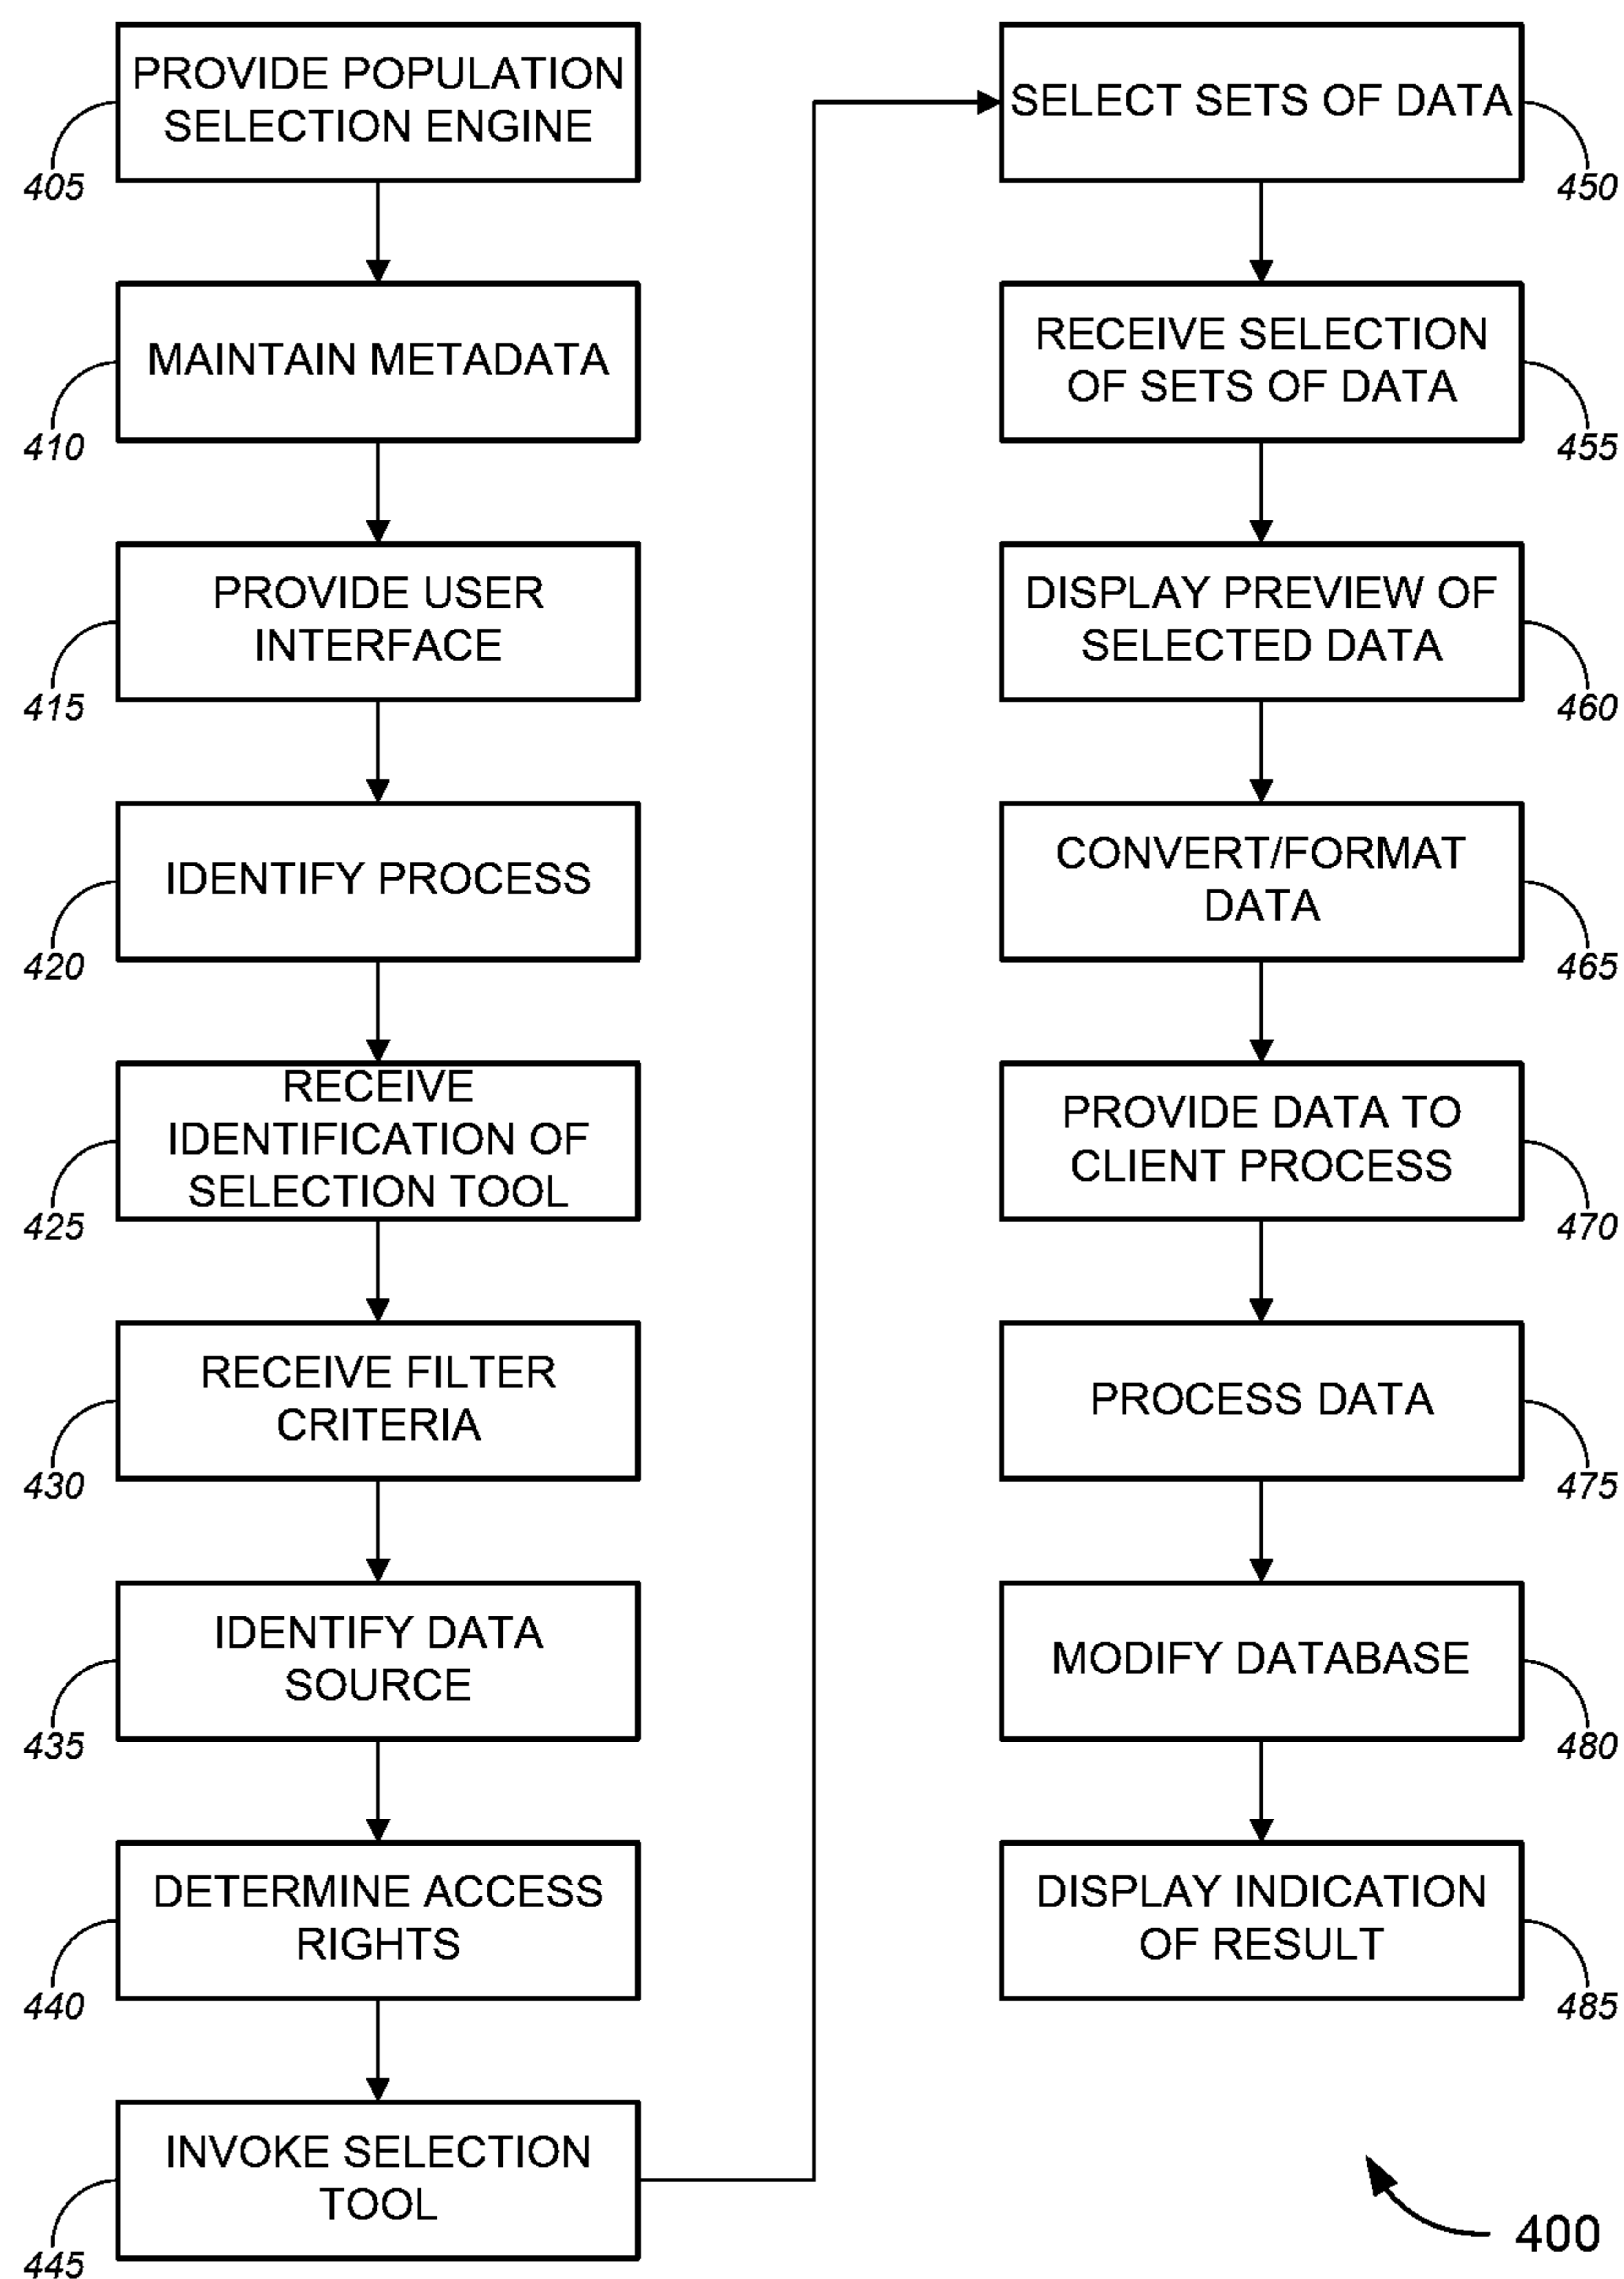 PROVIDE POPULATION
SELECTION ENGINE
405
MAINTAIN METADATA
410
PROVIDE USER
INTERFACE
415
IDENTIFY PROCESS
420
RECEIVE
IDENTIFICATION OF
SELECTION TOOL
425
RECEIVE FILTER
CRITERIA
430
IDENTIFY DATA
SOURCE
435
DETERMINE ACCESS
RIGHTS
440
INVOKE SELECTION
TOOL
445
SELECT SETS OF DATA
450
RECEIVE SELECTION
OF SETS OF DATA
455
DISPLAY PREVIEW OF
SELECTED DATA
460
CONVERT/FORMAT
DATA
465
PROVIDE DATA TO
CLIENT PROCESS
470
PROCESS DATA
475
MODIFY DATABASE
480
DISPLAY INDICATION
OF RESULT
485
400